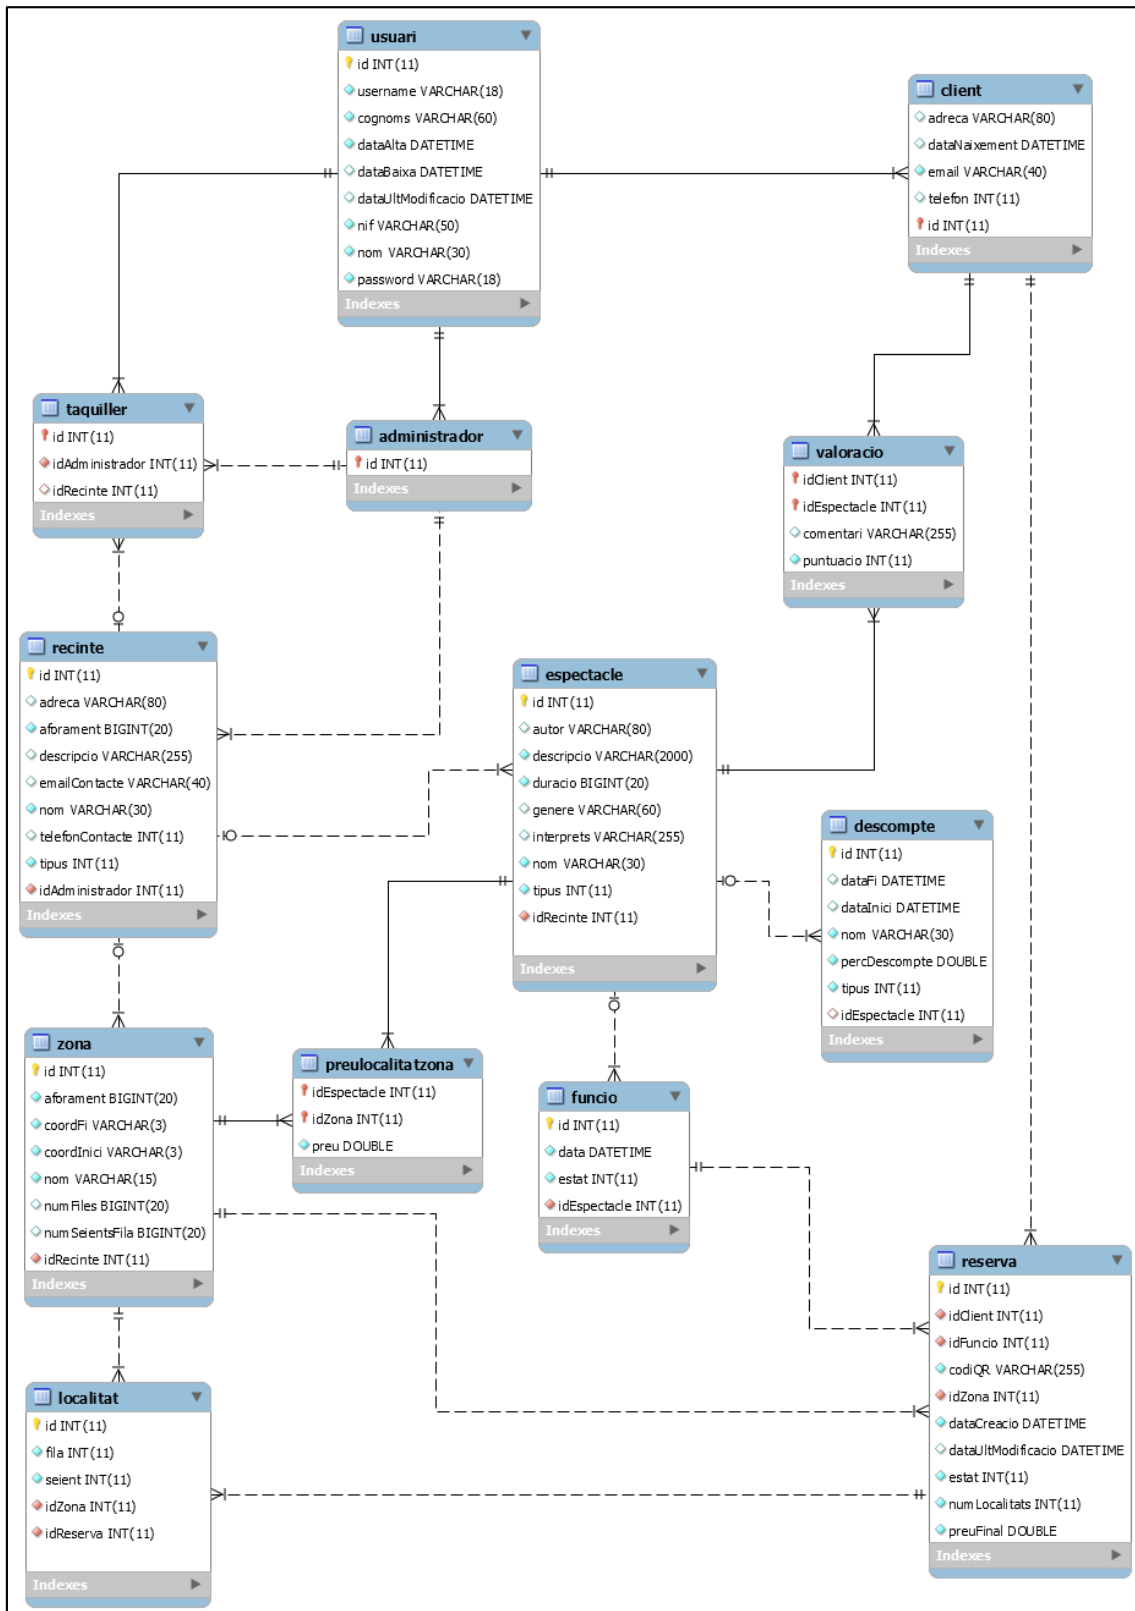 usuari
id INT(11)
username VARCHAR(18)
cognoms VARCHAR(60)
dataAlta DATETIME
dataBaixa DATETIME
dataUltModificacio DATETIME
nif VARCHAR(50)
nom VARCHAR(30)
password VARCHAR(18)
Indexes
client
adreca VARCHAR(80)
dataNaixement DATETIME
email VARCHAR(40)
telefon INT(11)
id INT(11)
Indexes
taquiller
id INT(11)
idAdministrador INT(11)
idRecinte INT(11)
Indexes
administrador
id INT(11)
Indexes
valoracio
idClient INT(11)
idEspectacle INT(11)
comentari VARCHAR(255)
puntuacio INT(11)
Indexes
recinte
id INT(11)
adreca VARCHAR(80)
aforament BIGINT(20)
descripcio VARCHAR(255)
emailContacte VARCHAR(40)
nom VARCHAR(30)
telefonContacte INT(11)
tipus INT(11)
idAdministrador INT(11)
Indexes
espectacle
id INT(11)
autor VARCHAR(80)
descripcio VARCHAR(2000)
duracio BIGINT(20)
genere VARCHAR(60)
interprets VARCHAR(255)
nom VARCHAR(30)
tipus INT(11)
idRecinte INT(11)
Indexes
descompte
id INT(11)
dataFi DATETIME
dataInici DATETIME
nom VARCHAR(30)
percDescompte DOUBLE
tipus INT(11)
idEspectacle INT(11)
Indexes
zona
id INT(11)
aforament BIGINT(20)
coordFi VARCHAR(3)
coordInici VARCHAR(3)
nom VARCHAR(15)
numFiles BIGINT(20)
numSeientsFila BIGINT(20)
idRecinte INT(11)
Indexes
preulocalitatzona
idEspectacle INT(11)
idZona INT(11)
preu DOUBLE
Indexes
funcio
id INT(11)
data DATETIME
estat INT(11)
idEspectacle INT(11)
Indexes
reserva
id INT(11)
idClient INT(11)
idFuncio INT(11)
codiQR VARCHAR(255)
idZona INT(11)
dataCreacio DATETIME
dataUltModificacio DATETIME
estat INT(11)
numLocalitats INT(11)
preuFinal DOUBLE
Indexes
localitat
id INT(11)
fila INT(11)
seient INT(11)
idZona INT(11)
idReserva INT(11)
Indexes